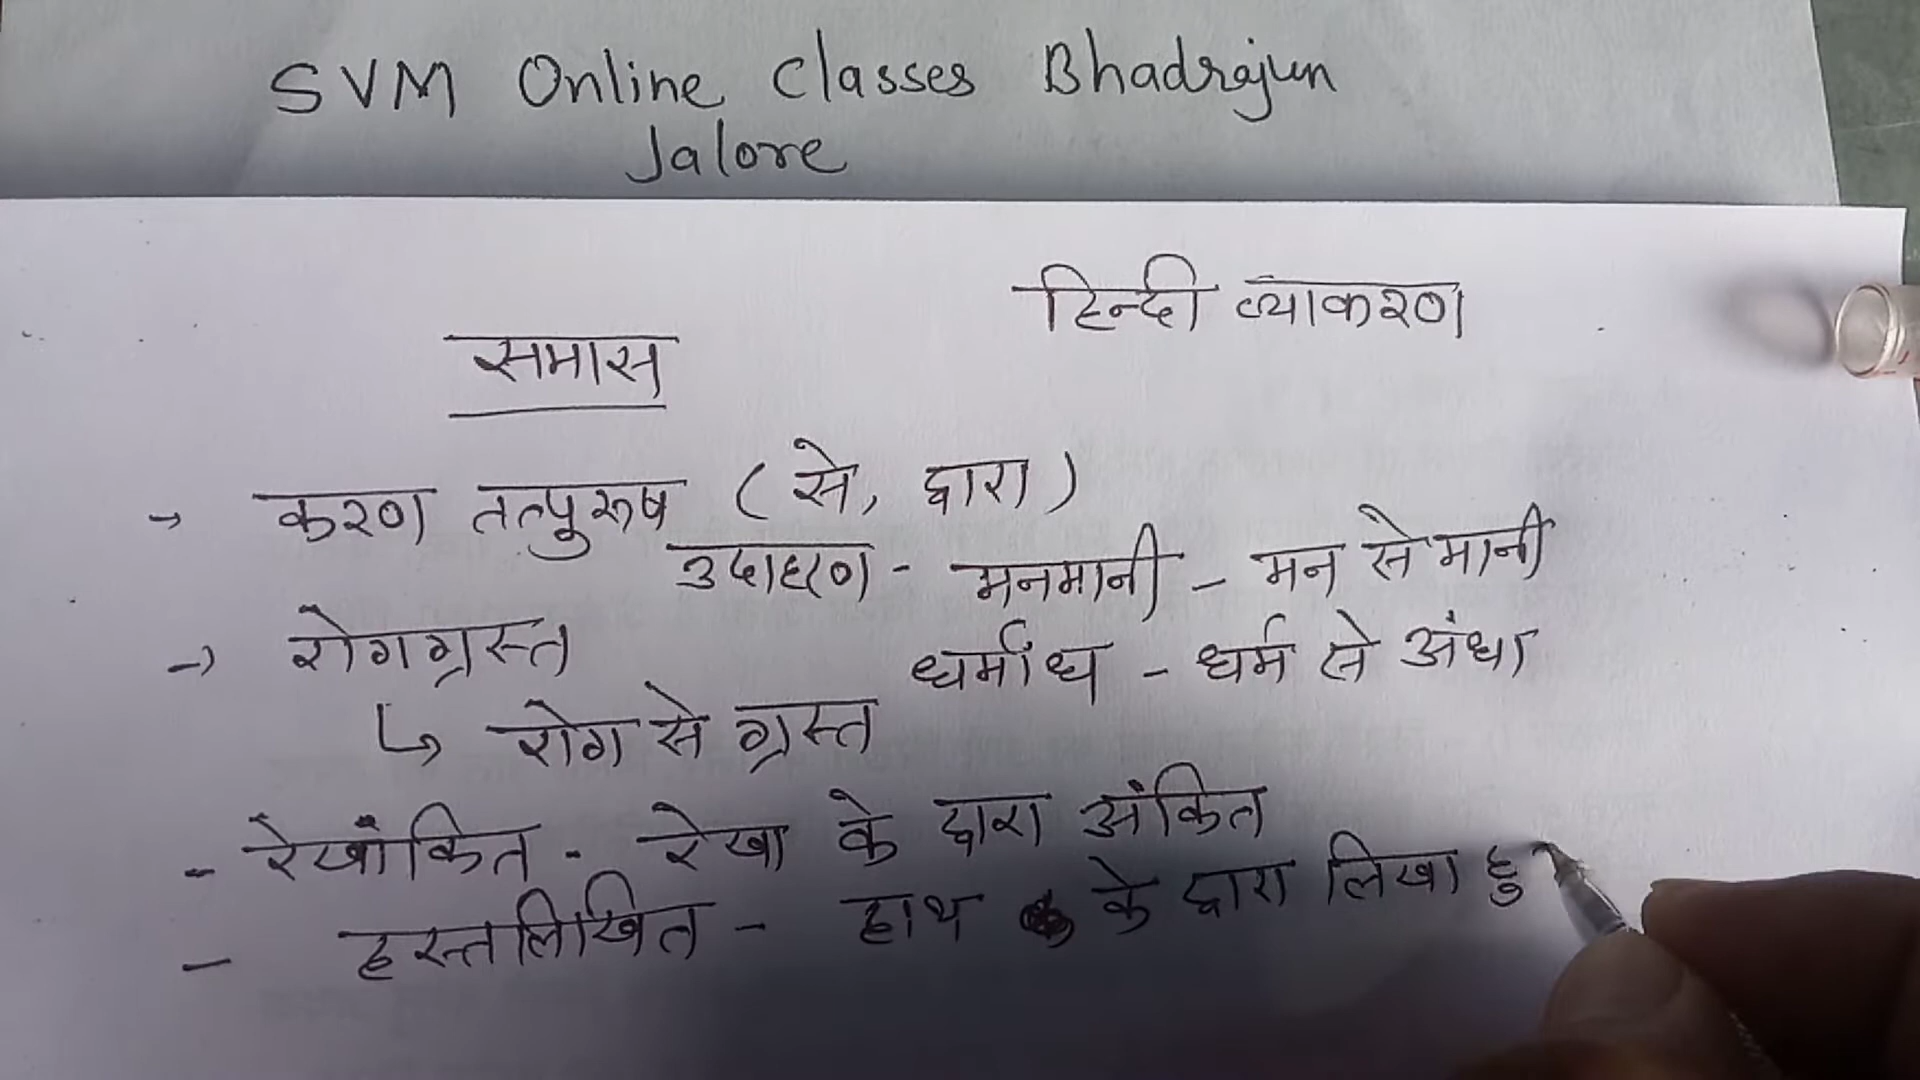 SVM Online Classes Bhadrajun
Jalore
हिन्दी व्याकरण
समास
→ करण तत्पुरूष (से, द्वारा)
उदाहरण - मनमानी - मन से मानी
→ रोगग्रस्त
धर्मांध - धर्म से अंधा
↳ रोग से ग्रस्त
- रेखांकित - रेखा के द्वारा अंकित
- हस्तलिखित - हाथ के द्वारा लिखा हु